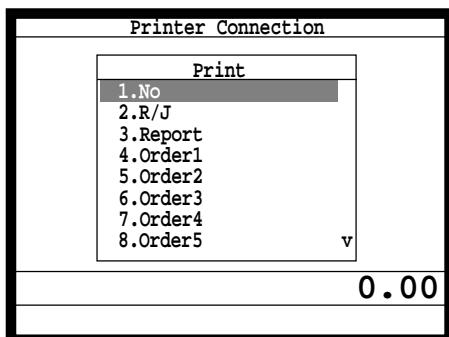 Printer Connection
Print
1.No
2.R/J
3.Report
4.Order1
5.Order2
6.Order3
7.Order4
8.Order5 v
0.00